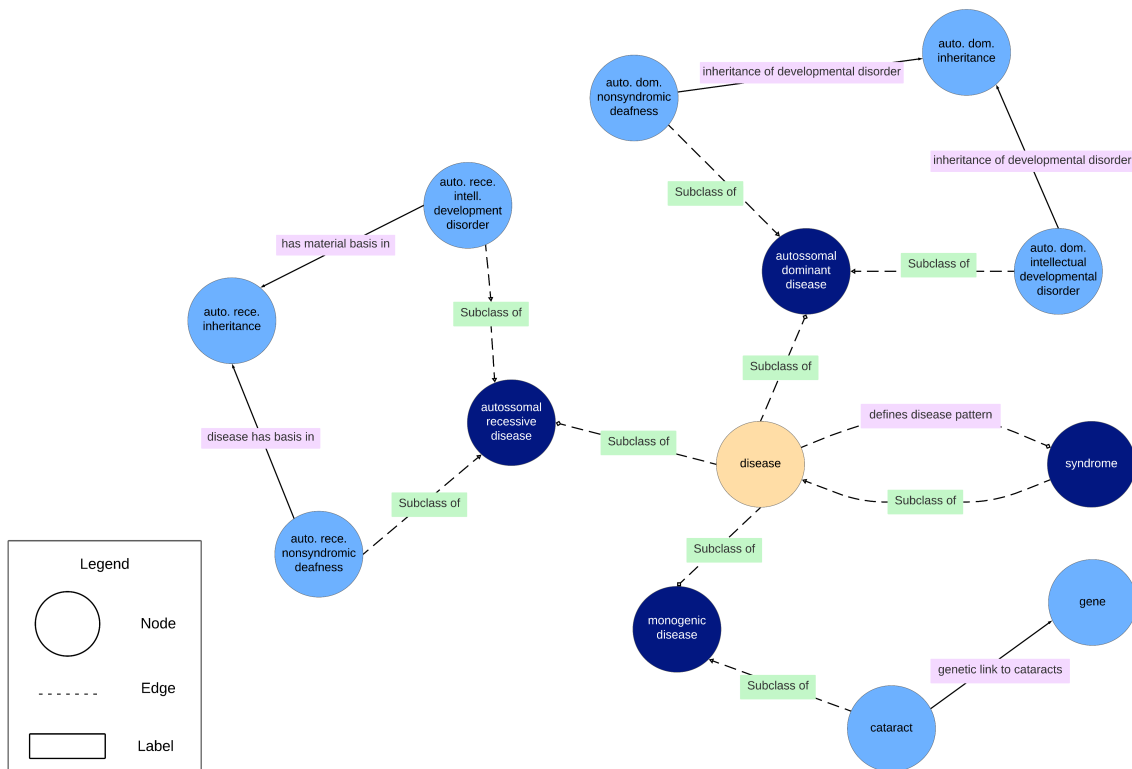 auto. dom.
inheritance
inheritance of developmental disorder
auto. dom.
nonsyndromic
deafness
inheritance of developmental disorder
Subclass of
auto. rece.
intell.
development
disorder
has material basis in
autossomal
dominant
disease
Subclass of
auto. dom.
intellectual
developmental
disorder
auto. rece.
inheritance
Subclass of
Subclass of
autossomal
recessive
disease
defines disease pattern
disease has basis in
Subclass of
disease
syndrome
Subclass of
Subclass of
auto. rece.
nonsyndromic
deafness
Subclass of
Legend
Node
Edge
Label
monogenic
disease
gene
genetic link to cataracts
Subclass of
cataract